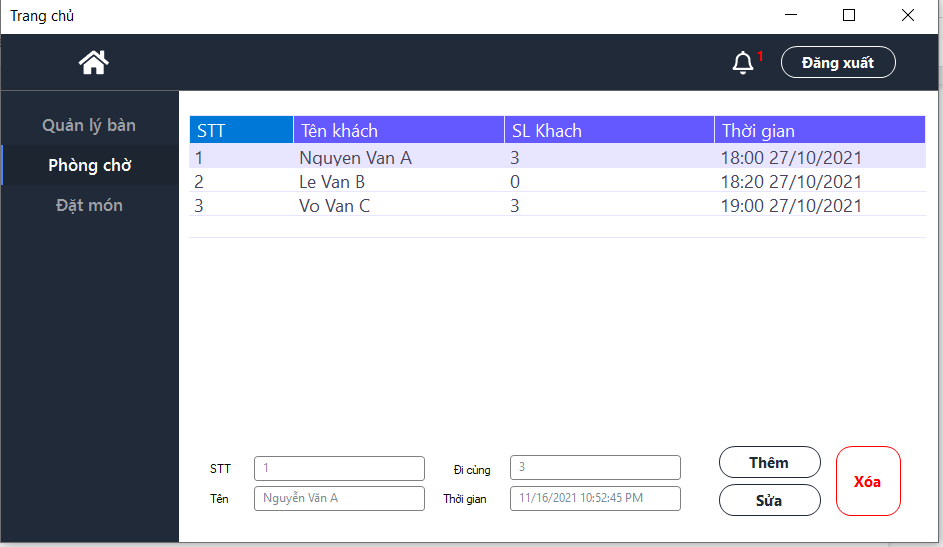 Trang chủ
1
Đăng xuất
Quản lý bàn
Phòng chờ
Đặt món
STT Tên khách SL Khach Thời gian
1 Nguyen Van A 3 18:00 27/10/2021
2 Le Van B 0 18:20 27/10/2021
3 Vo Van C 3 19:00 27/10/2021
STT 1 Đi cùng 3 Thêm
Tên Nguyễn Văn A Thời gian 11/16/2021 10:52:45 PM Sửa
Xóa